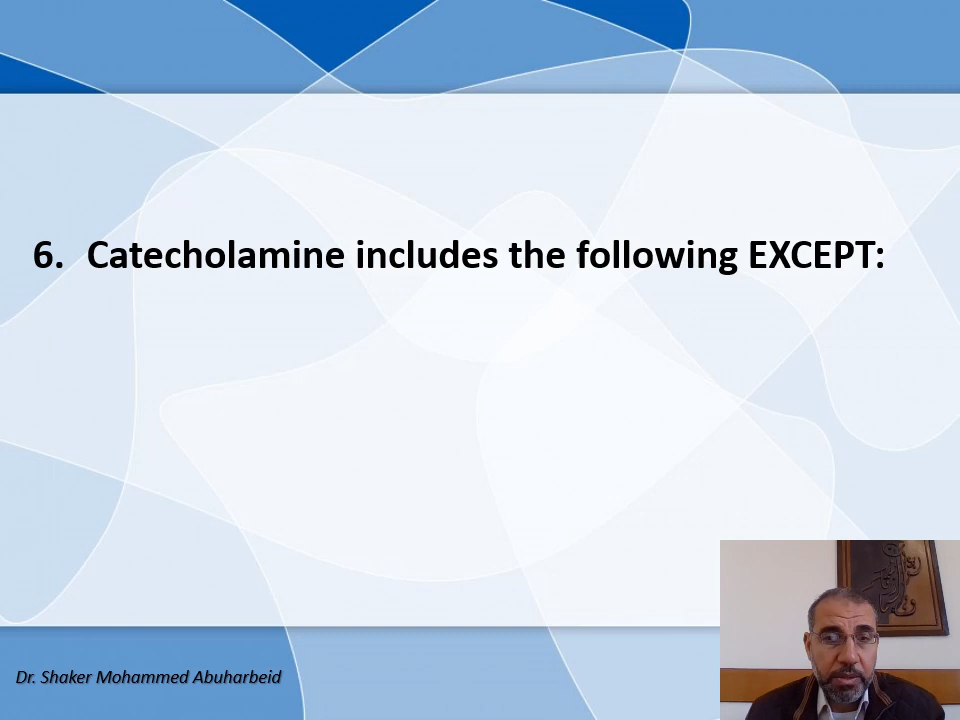 6. Catecholamine includes the following EXCEPT:
Dr. Shaker Mohammed Abuharbeid